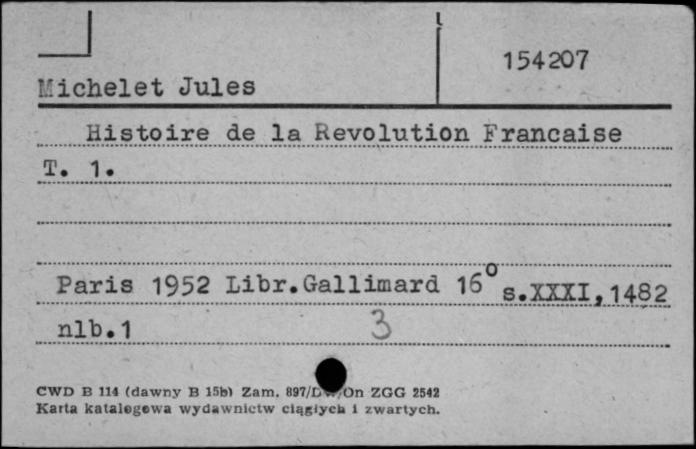 154207
Michelet Jules
Histoire de la Revolution Francaise
T. 1.
Paris 1952 Libr.Gallimard 16° s.XXXI,1482
nlb.1 3
CWD B 114 (dawny B 15b) Zam. 897/ /On ZGG 2542
Karta katalogowa wydawnictw ciągłych i zwartych.